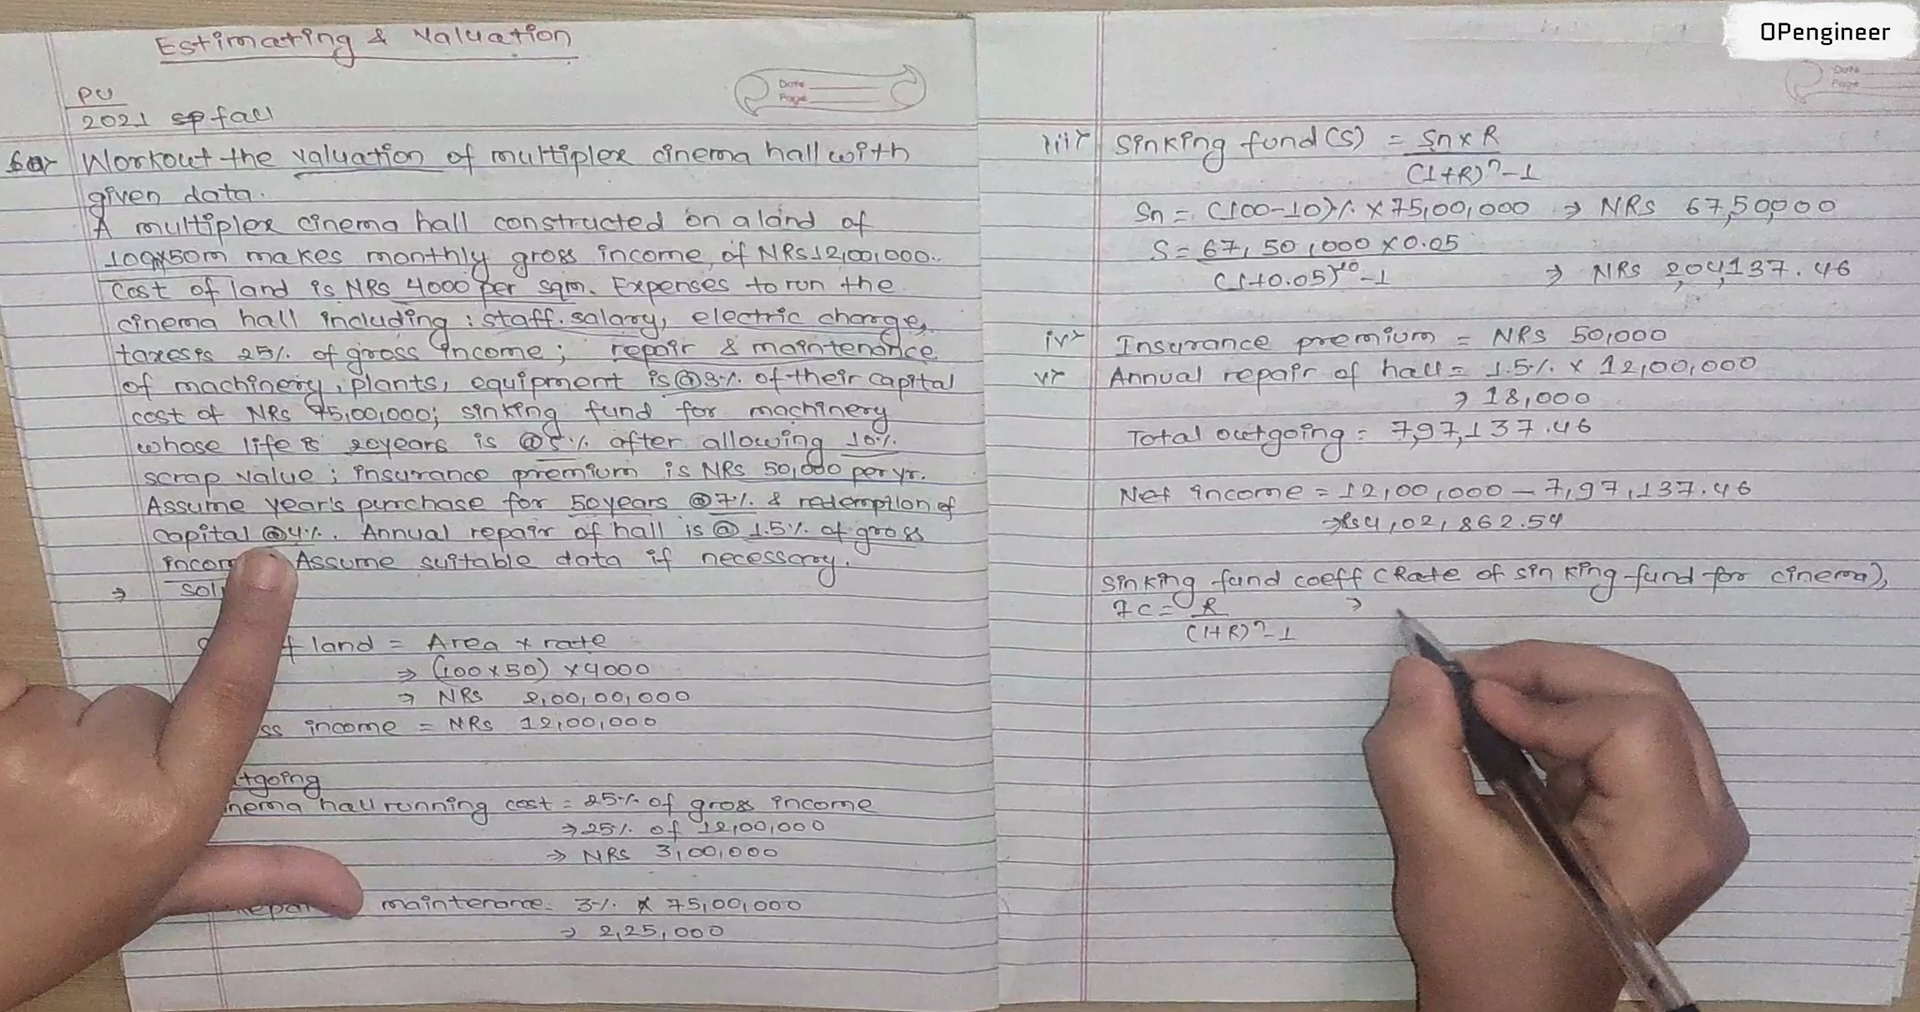 OPengineer
Estimating & Valuation
Date
Page
PU
2021 sp fall
6a> Workout the valuation of multiplex cinema hall with
given data.
A multiplex cinema hall constructed on a land of
100x50m makes monthly gross income of NRs 12,00,000.
Cost of land is NRs 4000 per sqm. Expenses to run the
cinema hall including: staff salary, electric charge,
taxes is 25% of gross income; repair & maintenance
of machinery, plants, equipment is @3% of their capital
cost of NRs 75,00,000; sinking fund for machinery
whose life is 20years is @5% after allowing 10%
scrap value; insurance premium is NRs 50,000 per yr.
Assume year's purchase for 50years @7% & redemption of
capital @4%. Annual repair of hall is @ 1.5% of gross
incom Assume suitable data if necessary.
→ sol
f land = Area x rate
⇒ (100 x 50) x 4000
⇒ NRs 2,00,00,000
ss income = NRs 12,00,000
tgoing
nema hall running cost = 25% of gross income
⇒ 25% of 12,00,000
⇒ NRs 3,00,000
Repai maintenance = 3% x 75,00,000
⇒ 2,25,000
Date
Page
iii> Sinking fund (S) = Sn x R
(1+R)^n - 1
Sn = (100-10)% x 75,00,000 ⇒ NRs 67,50,000
S = 67,50,000 x 0.05
(1+0.05)^20 - 1 ⇒ NRs 2,04,137.46
iv> Insurance premium = NRs 50,000
v> Annual repair of hall = 1.5% x 12,00,000
⇒ 18,000
Total outgoing = 7,97,137.46
Net income = 12,00,000 - 7,97,137.46
⇒ Rs 4,02,862.54
Sinking fund coeff (Rate of sinking fund for cinema),
Ic = R ⇒
(1+R)^n - 1